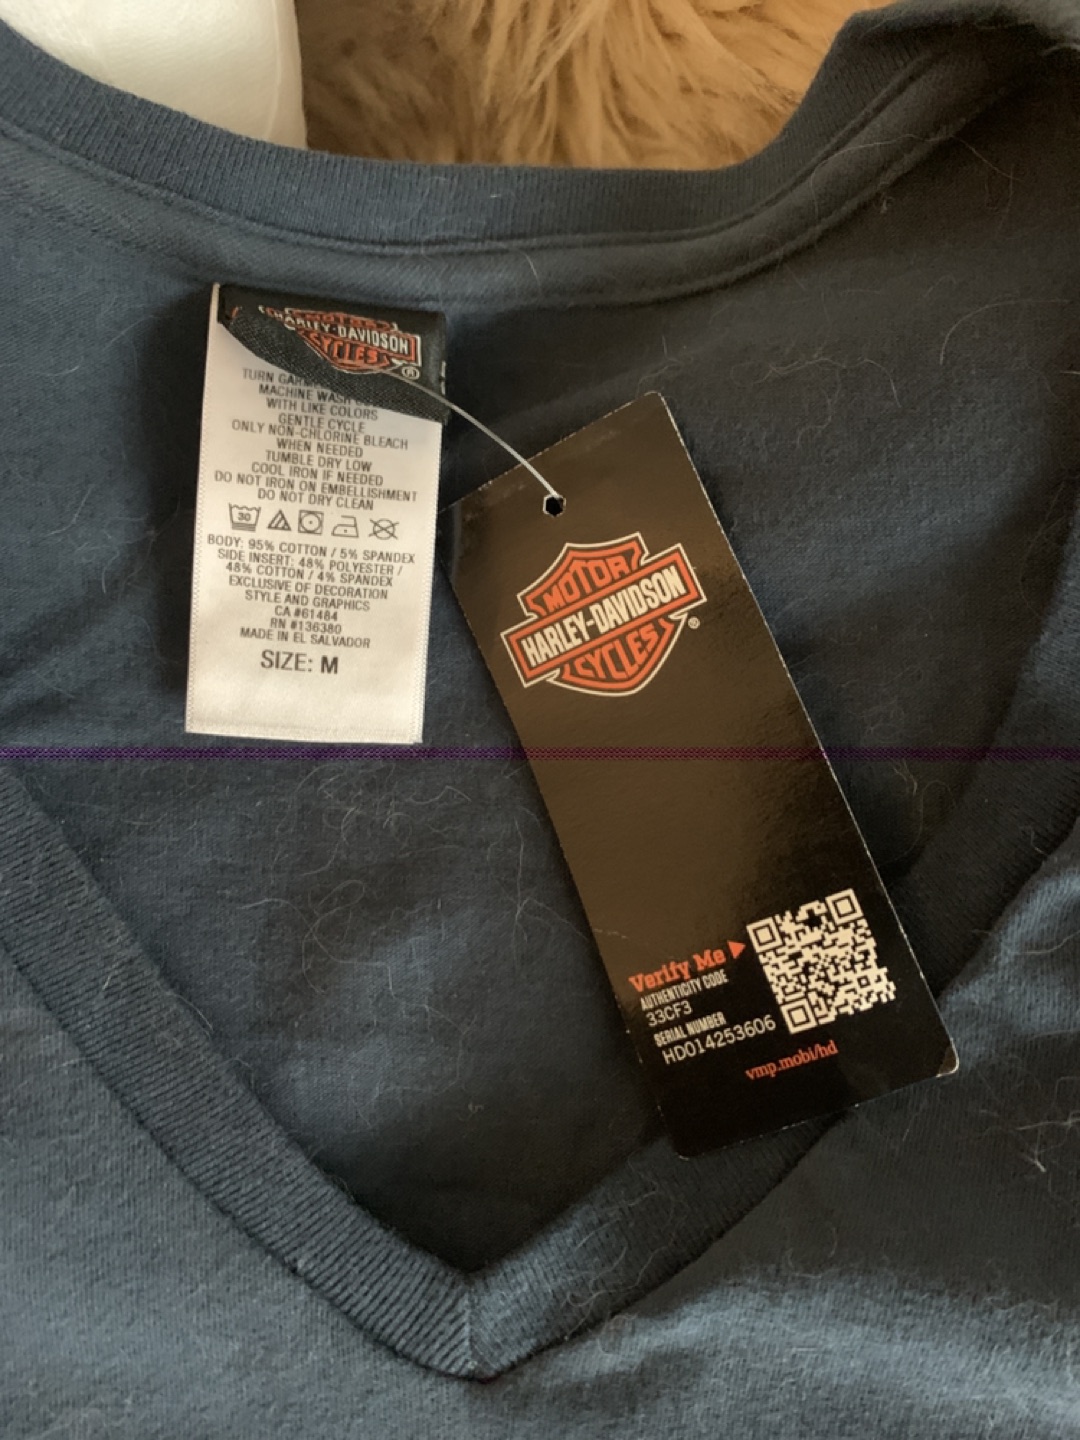 MOTOR
HARLEY-DAVIDSON
CYCLES
®
TURN
MACHINE WASH
WITH LIKE COLORS
GENTLE CYCLE
ONLY NON-CHLORINE BLEACH
WHEN NEEDED
TUMBLE DRY LOW
COOL IRON IF NEEDED
DO NOT IRON ON EMBELLISHMENT
DO NOT DRY CLEAN
30
BODY: 95% COTTON / 5% SPANDEX
SIDE INSERT: 48% POLYESTER /
48% COTTON / 4% SPANDEX
EXCLUSIVE OF DECORATION
STYLE AND GRAPHICS
CA #61484
RN #136380
MADE IN EL SALVADOR
SIZE: M
MOTOR
HARLEY-DAVIDSON
CYCLES
®
Verify Me
AUTHENTICITY CODE
33CF3
SERIAL NUMBER
HD014253606
vmp.mobi/hd